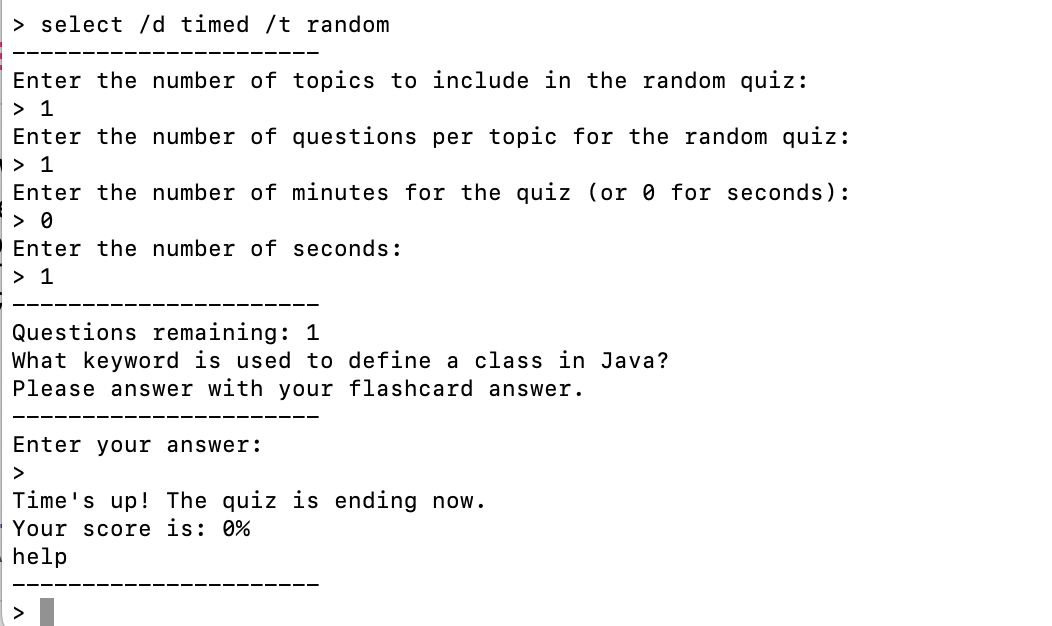 > select /d timed /t random
----------------------
Enter the number of topics to include in the random quiz:
> 1
Enter the number of questions per topic for the random quiz:
> 1
Enter the number of minutes for the quiz (or 0 for seconds):
> 0
Enter the number of seconds:
> 1
----------------------
Questions remaining: 1
What keyword is used to define a class in Java?
Please answer with your flashcard answer.
----------------------
Enter your answer:
>
Time's up! The quiz is ending now.
Your score is: 0%
help
----------------------
>